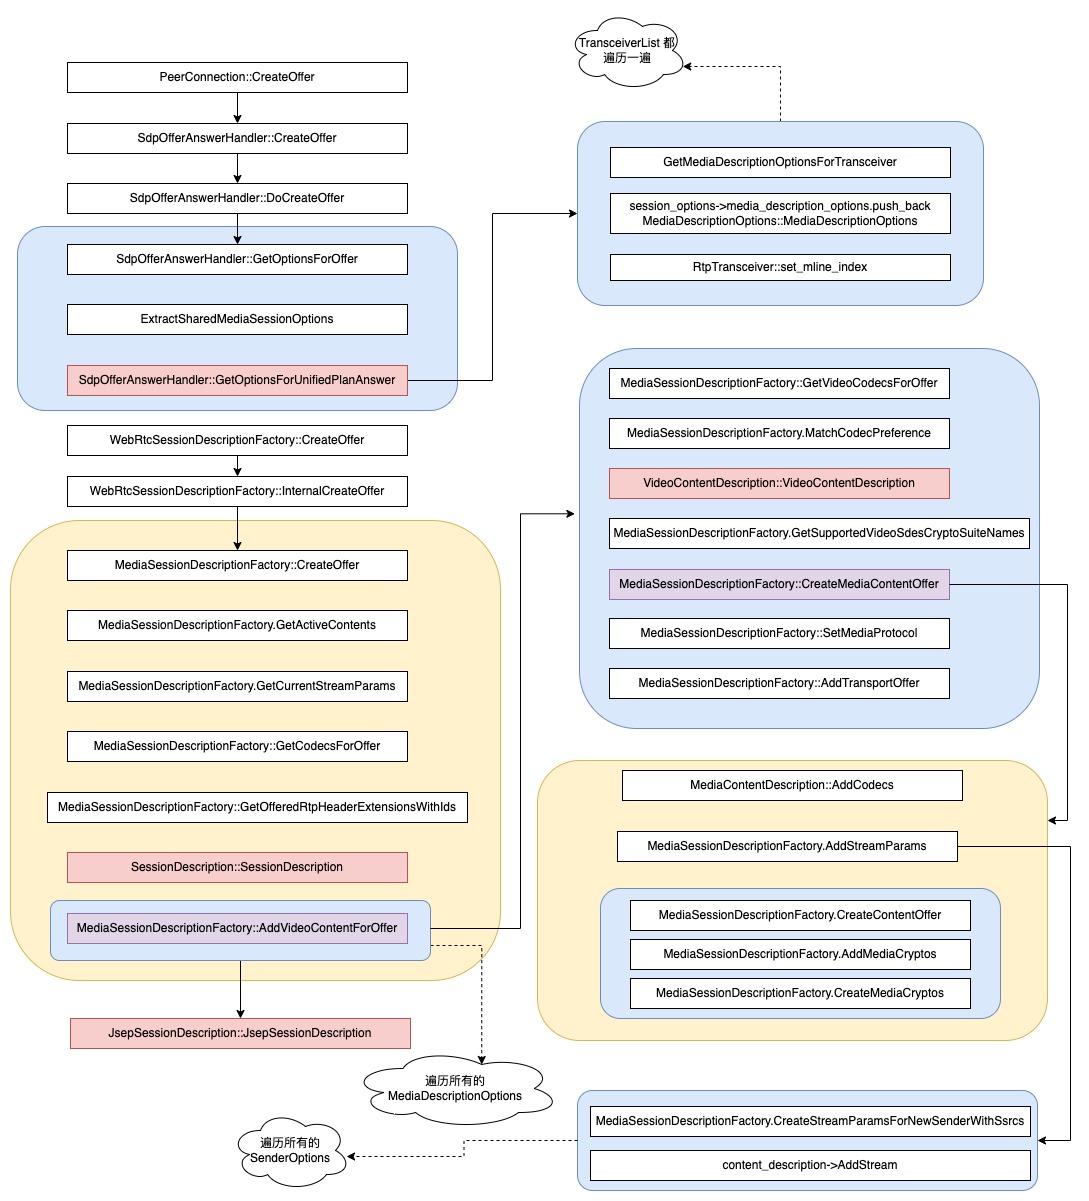 TransceiverList 都
遍历一遍
PeerConnection::CreateOffer
SdpOfferAnswerHandler::CreateOffer
SdpOfferAnswerHandler::DoCreateOffer
SdpOfferAnswerHandler::GetOptionsForOffer
ExtractSharedMediaSessionOptions
SdpOfferAnswerHandler::GetOptionsForUnifiedPlanAnswer
GetMediaDescriptionOptionsForTransceiver
session_options->media_description_options.push_back
MediaDescriptionOptions::MediaDescriptionOptions
RtpTransceiver::set_mline_index
WebRtcSessionDescriptionFactory::CreateOffer
WebRtcSessionDescriptionFactory::InternalCreateOffer
MediaSessionDescriptionFactory::CreateOffer
MediaSessionDescriptionFactory.GetActiveContents
MediaSessionDescriptionFactory.GetCurrentStreamParams
MediaSessionDescriptionFactory::GetCodecsForOffer
MediaSessionDescriptionFactory::GetOfferedRtpHeaderExtensionsWithIds
SessionDescription::SessionDescription
MediaSessionDescriptionFactory::AddVideoContentForOffer
JsepSessionDescription::JsepSessionDescription
MediaSessionDescriptionFactory::GetVideoCodecsForOffer
MediaSessionDescriptionFactory.MatchCodecPreference
VideoContentDescription::VideoContentDescription
MediaSessionDescriptionFactory.GetSupportedVideoSdesCryptoSuiteNames
MediaSessionDescriptionFactory::CreateMediaContentOffer
MediaSessionDescriptionFactory::SetMediaProtocol
MediaSessionDescriptionFactory::AddTransportOffer
MediaContentDescription::AddCodecs
MediaSessionDescriptionFactory.AddStreamParams
MediaSessionDescriptionFactory.CreateContentOffer
MediaSessionDescriptionFactory.AddMediaCryptos
MediaSessionDescriptionFactory.CreateMediaCryptos
遍历所有的
MediaDescriptionOptions
遍历所有的
SenderOptions
MediaSessionDescriptionFactory.CreateStreamParamsForNewSenderWithSsrcs
content_description->AddStream